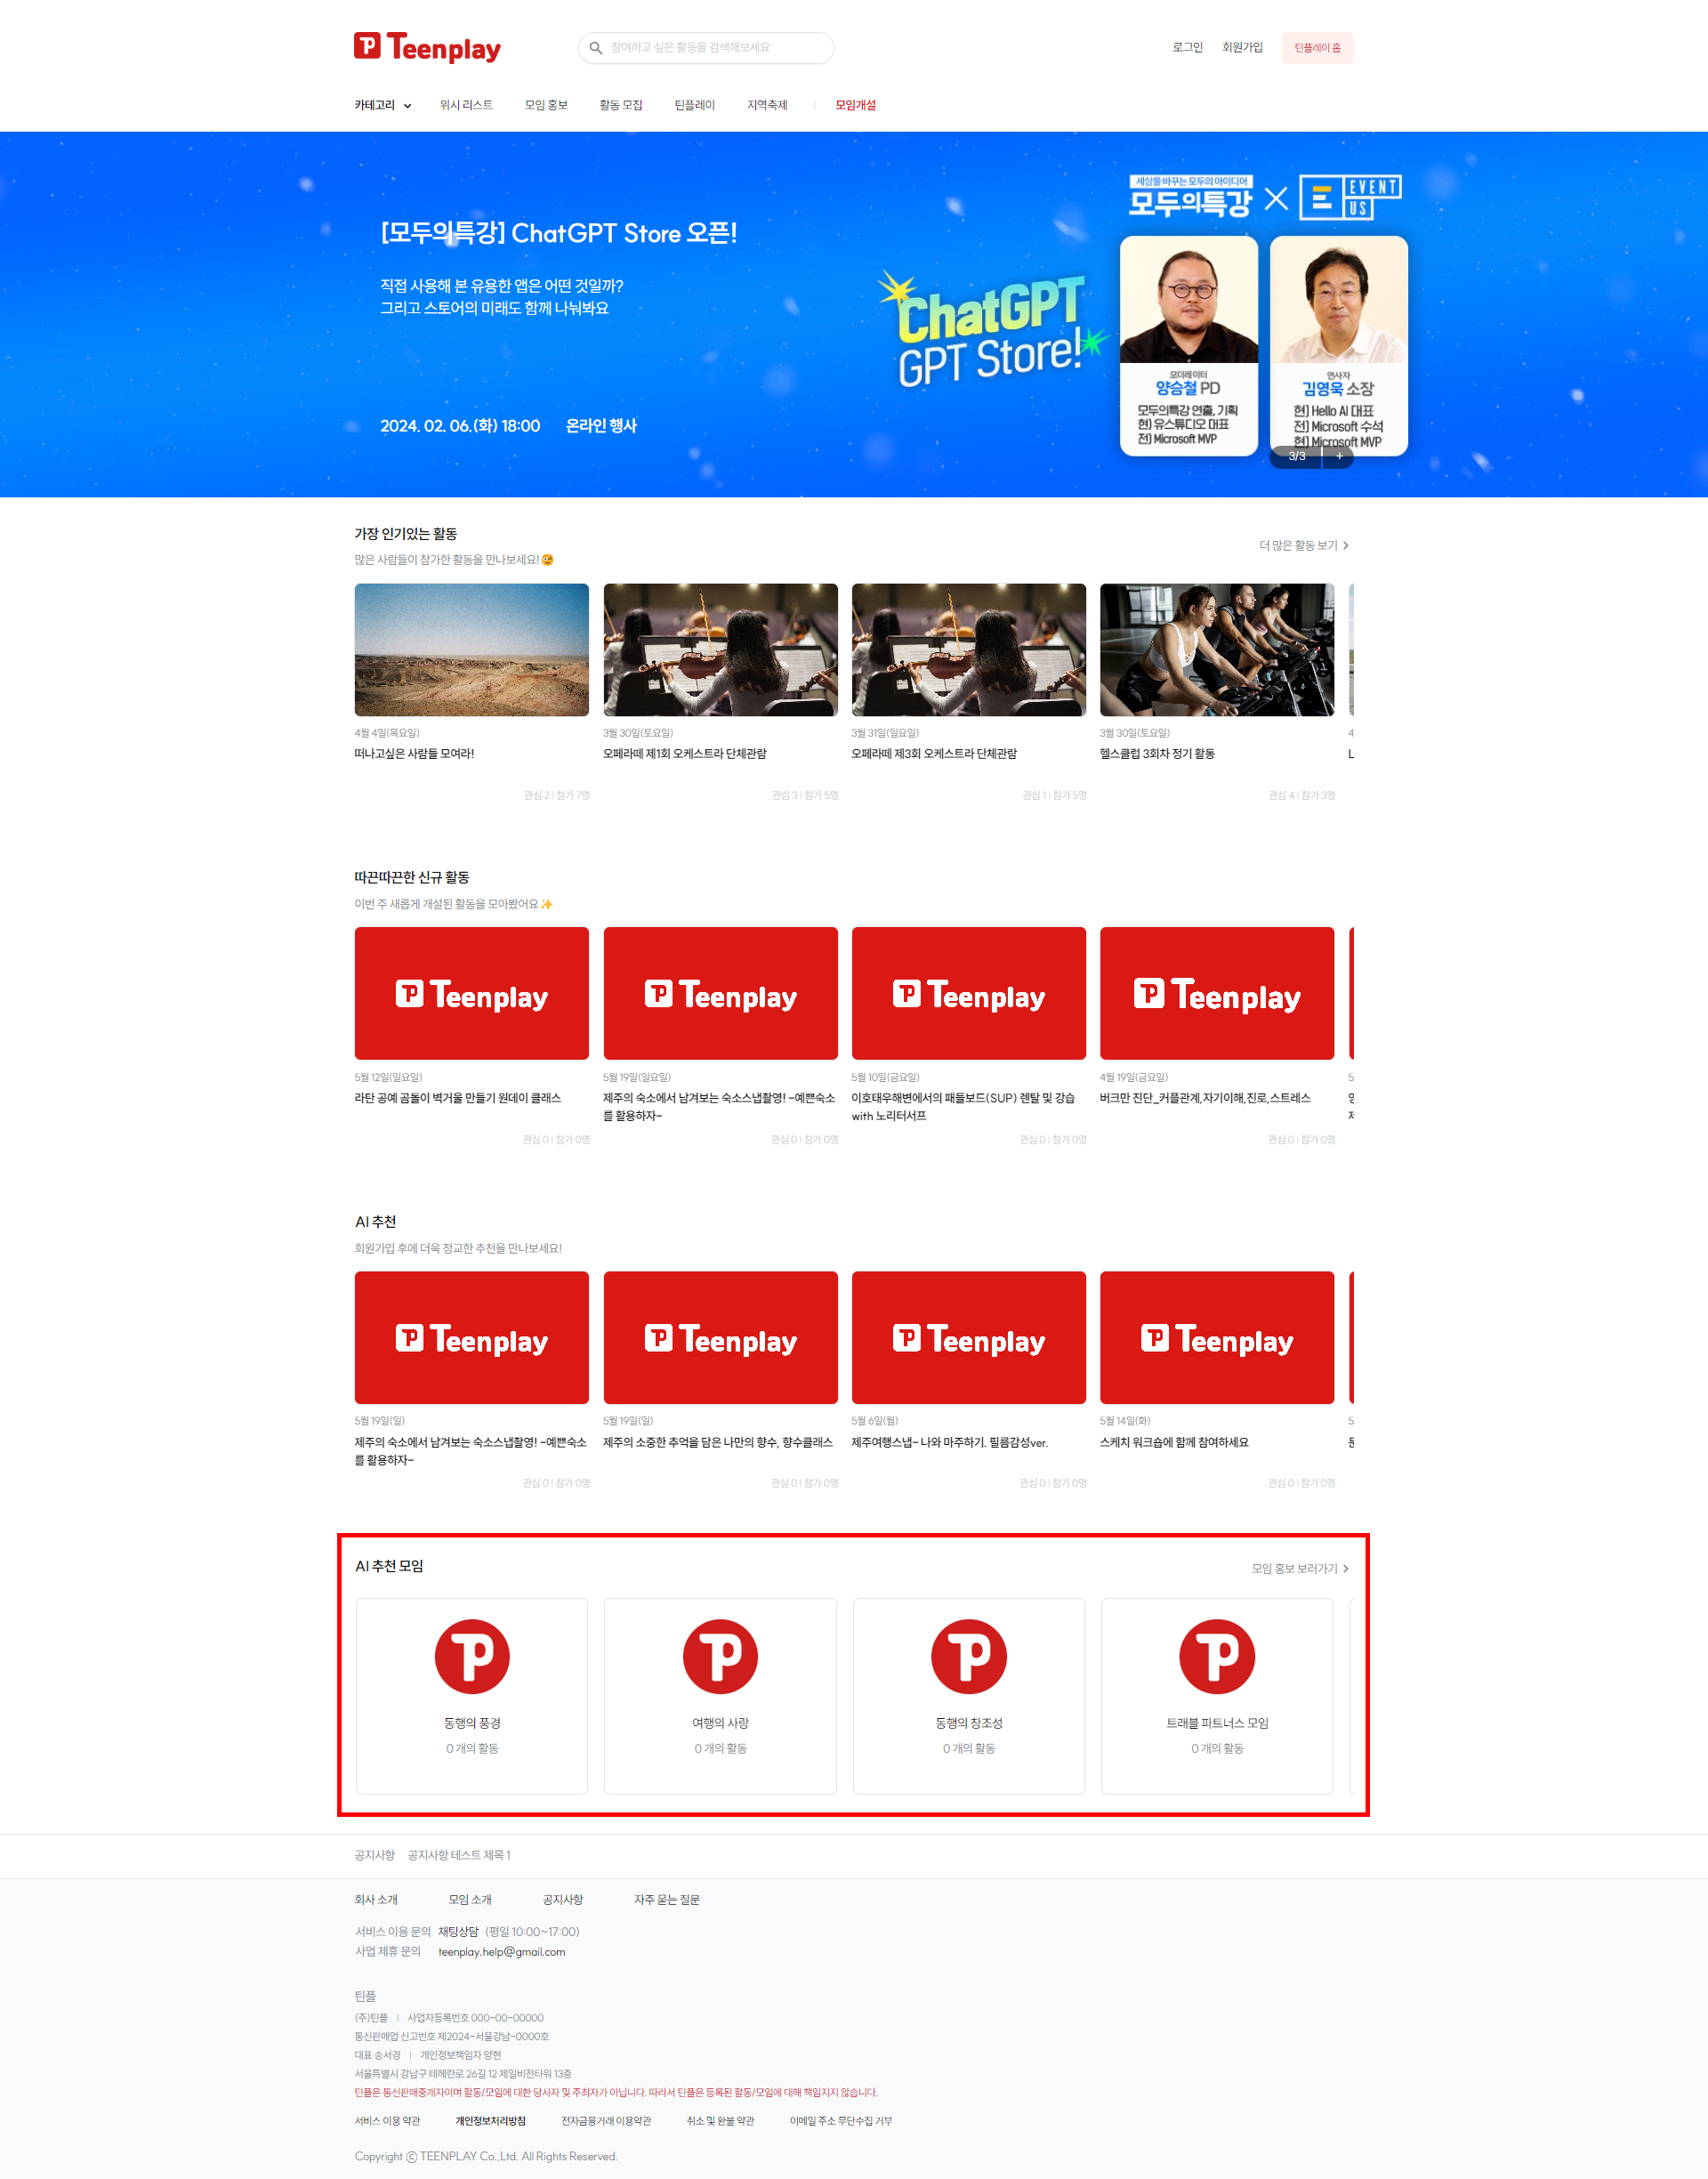 Teenplay
참여하고 싶은 활동을 검색해보세요
로그인 회원가입 틴플레이 홈
카테고리 위시 리스트 모임 홍보 활동 모집 틴플레이 지역축제 | 모임개설
[모두의특강] ChatGPT Store 오픈!
직접 사용해 본 유용한 앱은 어떤 것일까?
그리고 스토어의 미래도 함께 나눠봐요
2024. 02. 06.(화) 18:00 온라인 행사
ChatGPT
GPT Store!
세상을 바꾸는 모두의 아이디어
모두의특강 × EVENT US
모더레이터
양승철 PD
모두의특강 연출, 기획
현) 유스튜디오 대표
전) Microsoft MVP
연사자
김영욱 소장
현) Hello AI 대표
전) Microsoft 수석
현) Microsoft MVP
3/3 +
가장 인기있는 활동
많은 사람들이 참가한 활동을 만나보세요!
더 많은 활동 보기 >
4월 4일(목요일)
떠나고싶은 사람들 모여라!
관심 2 | 참가 7명
3월 30일(토요일)
오페라떼 제1회 오케스트라 단체관람
관심 3 | 참가 5명
3월 31일(일요일)
오페라떼 제3회 오케스트라 단체관람
관심 1 | 참가 5명
3월 30일(토요일)
헬스클럽 3회차 정기 활동
관심 4 | 참가 3명
따끈따끈한 신규 활동
이번 주 새롭게 개설된 활동을 모아봤어요
Teenplay
5월 12일(일요일)
라탄 공예 곰돌이 벽거울 만들기 원데이 클래스
관심 0 | 참가 0명
Teenplay
5월 19일(일요일)
제주의 숙소에서 남겨보는 숙소스냅촬영! -예쁜숙소
를 활용하자-
관심 0 | 참가 0명
Teenplay
5월 10일(금요일)
이호태우해변에서의 패들보드(SUP) 렌탈 및 강습
with 노리터서프
관심 0 | 참가 0명
Teenplay
4월 19일(금요일)
버크만 진단_커플관계,자기이해,진로,스트레스
관심 0 | 참가 0명
AI 추천
회원가입 후에 더욱 정교한 추천을 만나보세요!
Teenplay
5월 19일(일)
제주의 숙소에서 남겨보는 숙소스냅촬영! -예쁜숙소
를 활용하자-
관심 0 | 참가 0명
Teenplay
5월 19일(일)
제주의 소중한 추억을 담은 나만의 향수, 향수클래스
관심 0 | 참가 0명
Teenplay
5월 6일(월)
제주여행스냅- 나와 마주하기. 필름감성ver.
관심 0 | 참가 0명
Teenplay
5월 14일(화)
스케치 워크숍에 함께 참여하세요
관심 0 | 참가 0명
AI 추천 모임
모임 홍보 보러가기 >
동행의 풍경
0 개의 활동
여행의 사랑
0 개의 활동
동행의 창조성
0 개의 활동
트래블 파트너스 모임
0 개의 활동
공지사항 공지사항 테스트 제목 1
회사 소개 모임 소개 공지사항 자주 묻는 질문
서비스 이용 문의 채팅상담 (평일 10:00~17:00)
사업 제휴 문의 teenplay.help@gmail.com
틴플
(주)틴플 | 사업자등록번호 000-00-00000
통신판매업 신고번호 제2024-서울강남-0000호
대표 송서경 | 개인정보책임자 양현
서울특별시 강남구 테헤란로 26길 12 제일비전타워 13층
틴플은 통신판매중개자이며 활동/모임에 대한 당사자 및 주최자가 아닙니다. 따라서 틴플은 등록된 활동/모임에 대해 책임지지 않습니다.
서비스 이용 약관 개인정보처리방침 전자금융거래 이용약관 취소 및 환불 약관 이메일 주소 무단수집 거부
Copyright ⓒ TEENPLAY Co.,Ltd. All Rights Reserved.